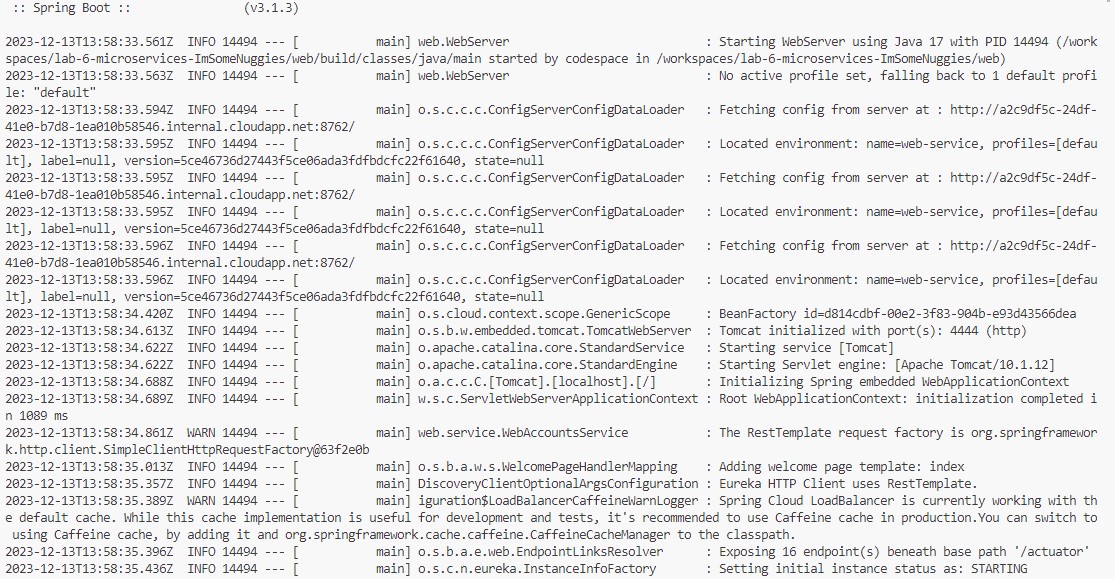 :: Spring Boot ::                (v3.1.3)
2023-12-13T13:58:33.561Z  INFO 14494 --- [           main] web.WebServer                            : Starting WebServer using Java 17 with PID 14494 (/work
spaces/lab-6-microservices-ImSomeNuggies/web/build/classes/java/main started by codespace in /workspaces/lab-6-microservices-ImSomeNuggies/web)
2023-12-13T13:58:33.563Z  INFO 14494 --- [           main] web.WebServer                            : No active profile set, falling back to 1 default profi
le: "default"
2023-12-13T13:58:33.594Z  INFO 14494 --- [           main] o.s.c.c.c.ConfigServerConfigDataLoader   : Fetching config from server at : http://a2c9df5c-24df-
41e0-b7d8-1ea010b58546.internal.cloudapp.net:8762/
2023-12-13T13:58:33.595Z  INFO 14494 --- [           main] o.s.c.c.c.ConfigServerConfigDataLoader   : Located environment: name=web-service, profiles=[defau
lt], label=null, version=5ce46736d27443f5ce06ada3fdfbdcfc22f61640, state=null
2023-12-13T13:58:33.595Z  INFO 14494 --- [           main] o.s.c.c.c.ConfigServerConfigDataLoader   : Fetching config from server at : http://a2c9df5c-24df-
41e0-b7d8-1ea010b58546.internal.cloudapp.net:8762/
2023-12-13T13:58:33.595Z  INFO 14494 --- [           main] o.s.c.c.c.ConfigServerConfigDataLoader   : Located environment: name=web-service, profiles=[defau
lt], label=null, version=5ce46736d27443f5ce06ada3fdfbdcfc22f61640, state=null
2023-12-13T13:58:33.596Z  INFO 14494 --- [           main] o.s.c.c.c.ConfigServerConfigDataLoader   : Fetching config from server at : http://a2c9df5c-24df-
41e0-b7d8-1ea010b58546.internal.cloudapp.net:8762/
2023-12-13T13:58:33.596Z  INFO 14494 --- [           main] o.s.c.c.c.ConfigServerConfigDataLoader   : Located environment: name=web-service, profiles=[defau
lt], label=null, version=5ce46736d27443f5ce06ada3fdfbdcfc22f61640, state=null
2023-12-13T13:58:34.420Z  INFO 14494 --- [           main] o.s.cloud.context.scope.GenericScope     : BeanFactory id=d814cdbf-00e2-3f83-904b-e93d43566dea
2023-12-13T13:58:34.613Z  INFO 14494 --- [           main] o.s.b.w.embedded.tomcat.TomcatWebServer  : Tomcat initialized with port(s): 4444 (http)
2023-12-13T13:58:34.622Z  INFO 14494 --- [           main] o.apache.catalina.core.StandardService   : Starting service [Tomcat]
2023-12-13T13:58:34.622Z  INFO 14494 --- [           main] o.apache.catalina.core.StandardEngine    : Starting Servlet engine: [Apache Tomcat/10.1.12]
2023-12-13T13:58:34.688Z  INFO 14494 --- [           main] o.a.c.c.C.[Tomcat].[localhost].[/]       : Initializing Spring embedded WebApplicationContext
2023-12-13T13:58:34.689Z  INFO 14494 --- [           main] w.s.c.ServletWebServerApplicationContext : Root WebApplicationContext: initialization completed i
n 1089 ms
2023-12-13T13:58:34.861Z  WARN 14494 --- [           main] web.service.WebAccountsService           : The RestTemplate request factory is org.springframewor
k.http.client.SimpleClientHttpRequestFactory@63f2e0b
2023-12-13T13:58:35.013Z  INFO 14494 --- [           main] o.s.b.a.w.s.WelcomePageHandlerMapping    : Adding welcome page template: index
2023-12-13T13:58:35.357Z  INFO 14494 --- [           main] DiscoveryClientOptionalArgsConfiguration : Eureka HTTP Client uses RestTemplate.
2023-12-13T13:58:35.389Z  WARN 14494 --- [           main] iguration$LoadBalancerCaffeineWarnLogger : Spring Cloud LoadBalancer is currently working with th
e default cache. While this cache implementation is useful for development and tests, it's recommended to use Caffeine cache in production.You can switch to
using Caffeine cache, by adding it and org.springframework.cache.caffeine.CaffeineCacheManager to the classpath.
2023-12-13T13:58:35.396Z  INFO 14494 --- [           main] o.s.b.a.e.web.EndpointLinksResolver      : Exposing 16 endpoint(s) beneath base path '/actuator'
2023-12-13T13:58:35.436Z  INFO 14494 --- [           main] o.s.c.n.eureka.InstanceInfoFactory       : Setting initial instance status as: STARTING